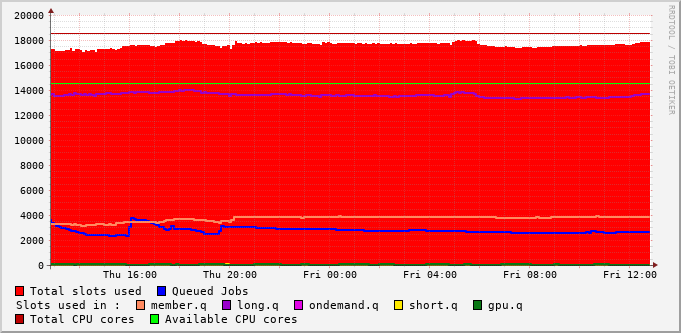 20000
18000
16000
14000
12000
10000
8000
6000
4000
2000
0
Thu 16:00 Thu 20:00 Fri 00:00 Fri 04:00 Fri 08:00 Fri 12:00
RRDTOOL / TOBI OETIKER
Total slots used Queued Jobs
Slots used in : member.q long.q ondemand.q short.q gpu.q
Total CPU cores Available CPU cores